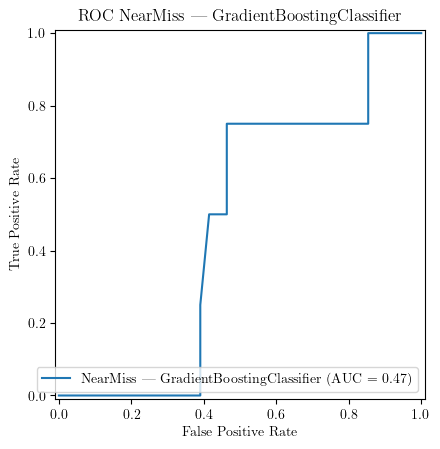 ROC NearMiss — GradientBoostingClassifier
1.0
0.8
0.6
0.4
0.2
0.0
True Positive Rate
NearMiss — GradientBoostingClassifier (AUC = 0.47)
0.0 0.2 0.4 0.6 0.8 1.0
False Positive Rate